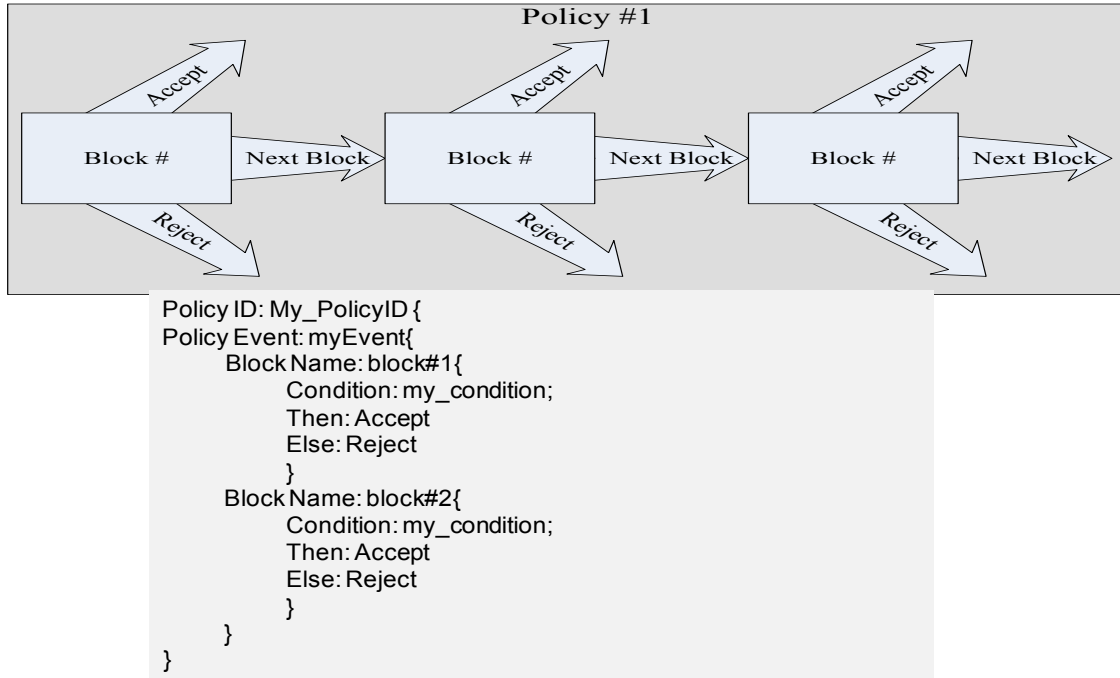 Policy #1
Accept
Accept
Accept
Block #
Next Block
Block #
Next Block
Block #
Next Block
Reject
Reject
Reject
Policy ID: My_PolicyID {
Policy Event: myEvent{
Block Name: block#1{
Condition: my_condition;
Then: Accept
Else: Reject
}
Block Name: block#2{
Condition: my_condition;
Then: Accept
Else: Reject
}
}
}